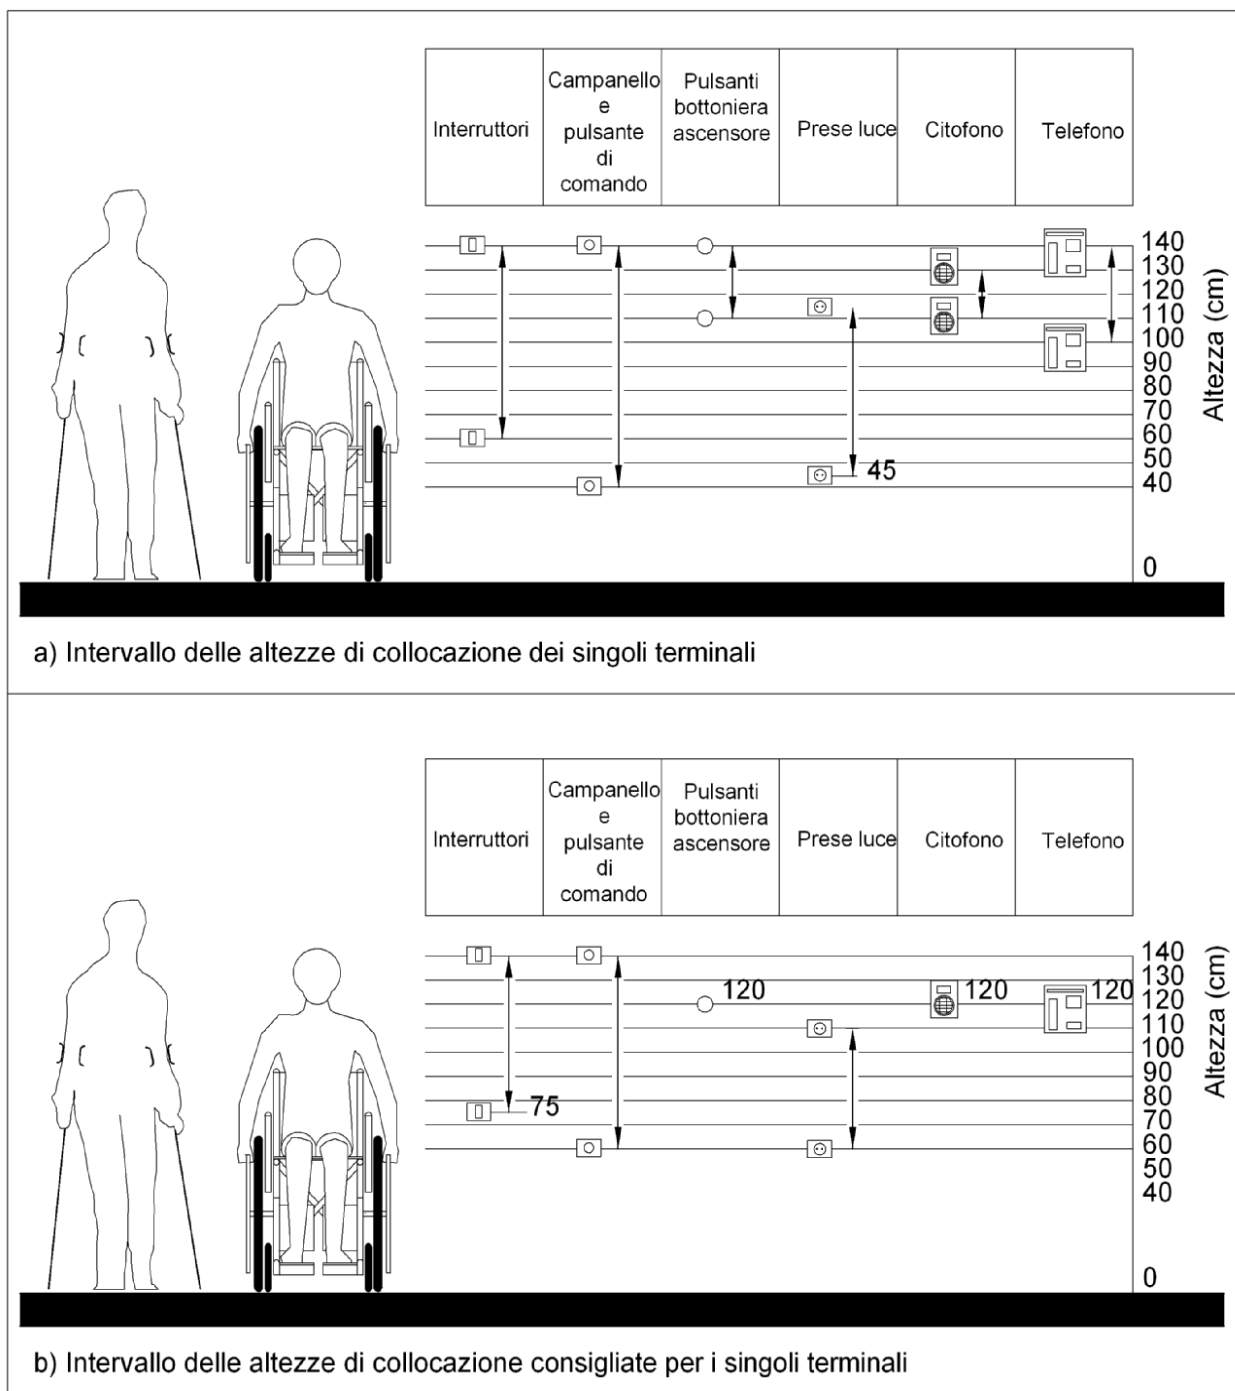 Interruttori
Campanello
e
pulsante
di
comando
Pulsanti
bottoniera
ascensore
Prese luce
Citofono
Telefono
140
130
120
110
100
90
80
70
60
50
40
0
45
Altezza (cm)
a) Intervallo delle altezze di collocazione dei singoli terminali
Interruttori
Campanello
e
pulsante
di
comando
Pulsanti
bottoniera
ascensore
Prese luce
Citofono
Telefono
120
120
120
75
140
130
120
110
100
90
80
70
60
50
40
0
Altezza (cm)
b) Intervallo delle altezze di collocazione consigliate per i singoli terminali